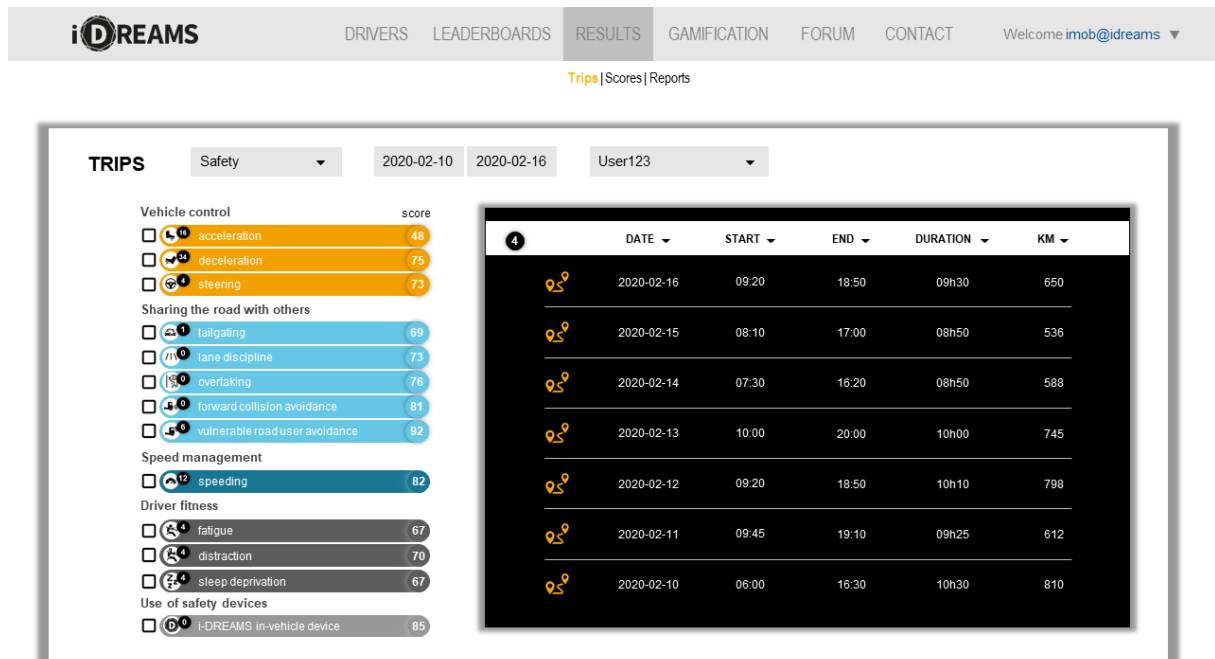 iDREAMS DRIVERS LEADERBOARDS RESULTS GAMIFICATION FORUM CONTACT Welcome imob@idreams
Trips | Scores | Reports
TRIPS Safety 2020-02-10 2020-02-16 User123
Vehicle control score
16 acceleration 48
34 deceleration 75
4 steering 73
Sharing the road with others
1 tailgating 69
0 lane discipline 73
0 overtaking 76
0 forward collision avoidance 81
6 vulnerable road user avoidance 92
Speed management
12 speeding 82
Driver fitness
4 fatigue 67
4 distraction 70
4 sleep deprivation 67
Use of safety devices
D 0 i-DREAMS in-vehicle device 85
4 DATE START END DURATION KM
2020-02-16 09:20 18:50 09h30 650
2020-02-15 08:10 17:00 08h50 536
2020-02-14 07:30 16:20 08h50 588
2020-02-13 10:00 20:00 10h00 745
2020-02-12 09:20 18:50 10h10 798
2020-02-11 09:45 19:10 09h25 612
2020-02-10 06:00 16:30 10h30 810